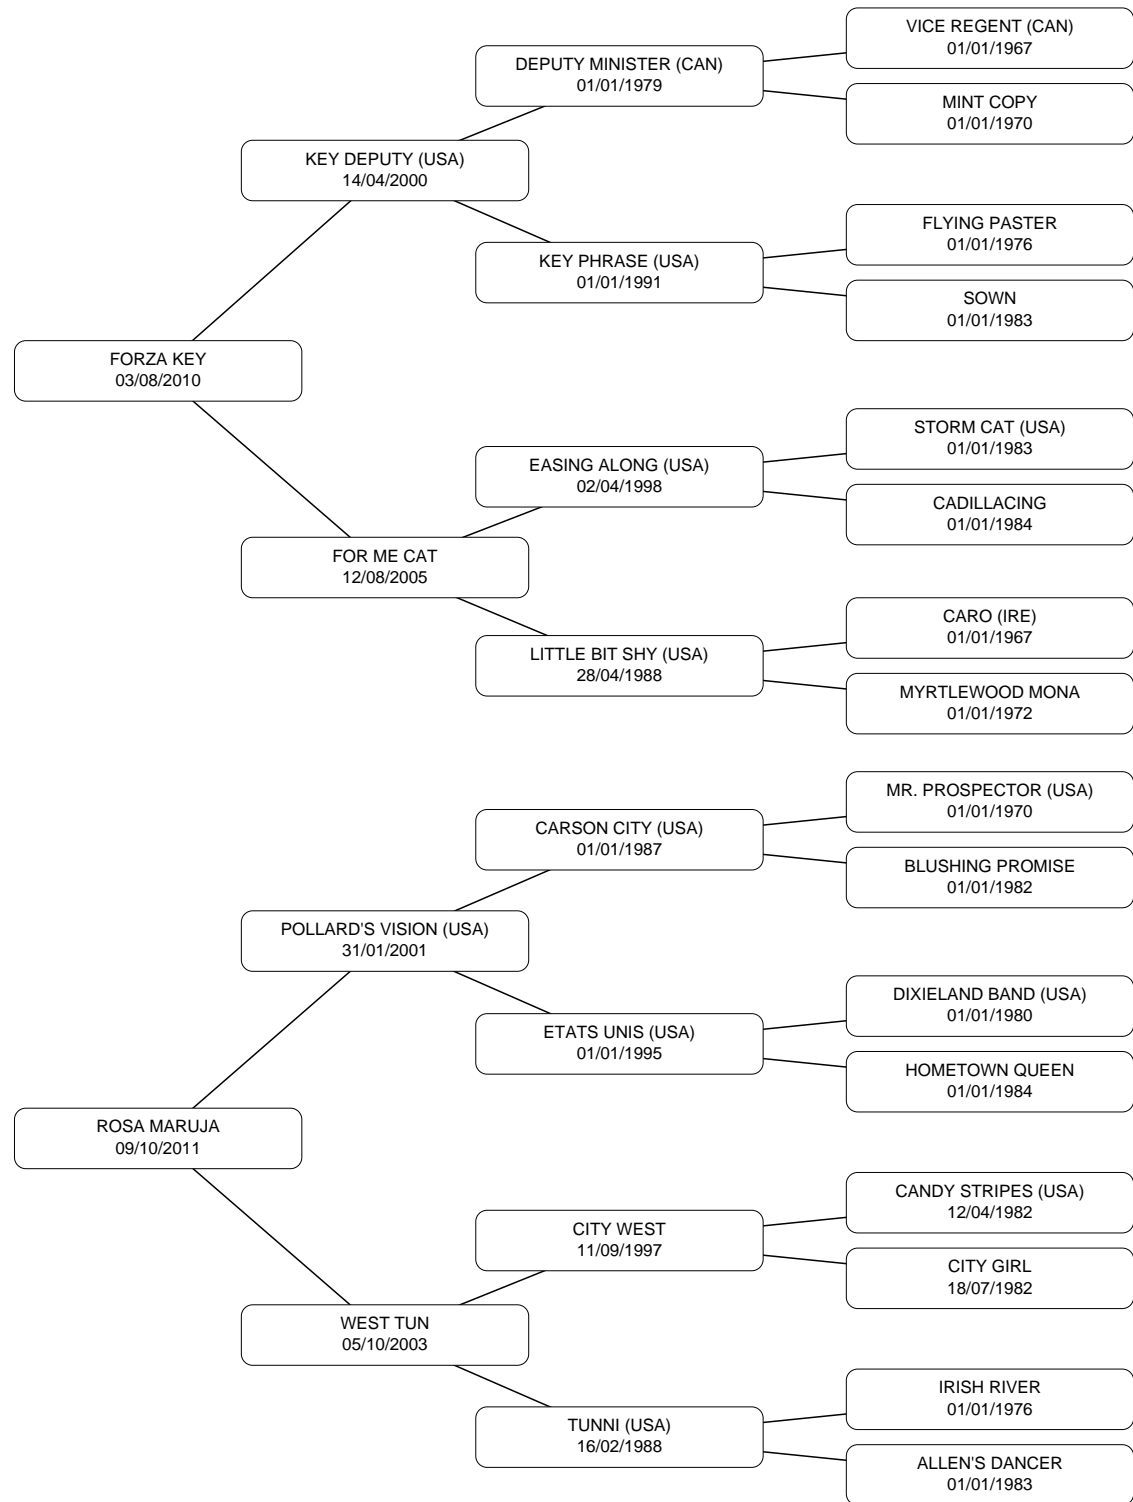 VICE REGENT (CAN)
01/01/1967
DEPUTY MINISTER (CAN)
01/01/1979
MINT COPY
01/01/1970
KEY DEPUTY (USA)
14/04/2000
FLYING PASTER
01/01/1976
KEY PHRASE (USA)
01/01/1991
SOWN
01/01/1983
FORZA KEY
03/08/2010
STORM CAT (USA)
01/01/1983
EASING ALONG (USA)
02/04/1998
CADILLACING
01/01/1984
FOR ME CAT
12/08/2005
CARO (IRE)
01/01/1967
LITTLE BIT SHY (USA)
28/04/1988
MYRTLEWOOD MONA
01/01/1972
MR. PROSPECTOR (USA)
01/01/1970
CARSON CITY (USA)
01/01/1987
BLUSHING PROMISE
01/01/1982
POLLARD'S VISION (USA)
31/01/2001
DIXIELAND BAND (USA)
01/01/1980
ETATS UNIS (USA)
01/01/1995
HOMETOWN QUEEN
01/01/1984
ROSA MARUJA
09/10/2011
CANDY STRIPES (USA)
12/04/1982
CITY WEST
11/09/1997
CITY GIRL
18/07/1982
WEST TUN
05/10/2003
IRISH RIVER
01/01/1976
TUNNI (USA)
16/02/1988
ALLEN'S DANCER
01/01/1983